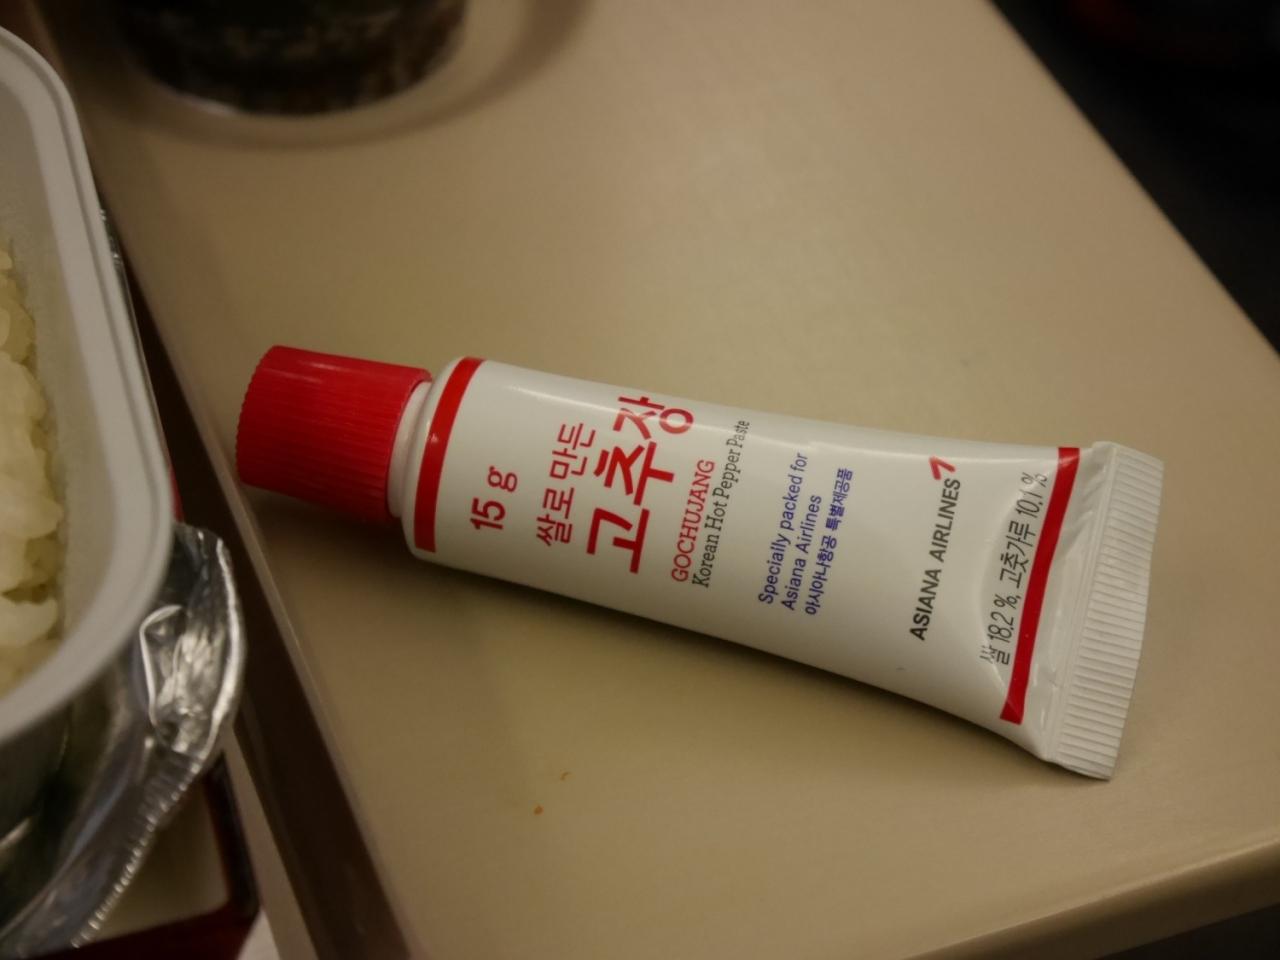 15 g
쌀로 만든
고추장
GOCHUJANG
Korean Hot Pepper Paste
Specially packed for
Asiana Airlines
아시아나항공 특별제공품
ASIANA AIRLINES
쌀 18.2 %, 고춧가루 10.1 %